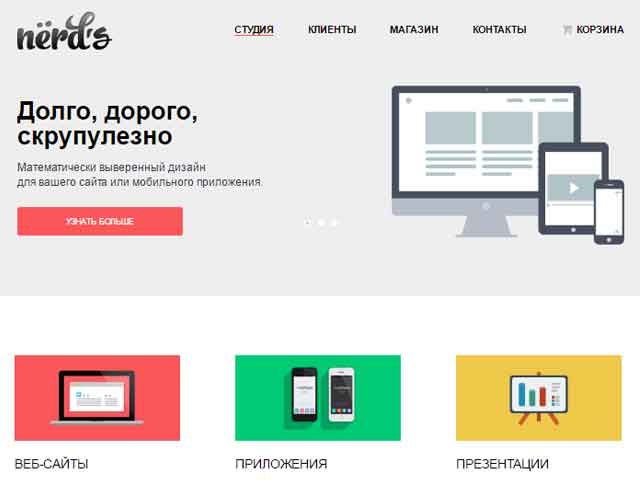 nёrd's
СТУДИЯ КЛИЕНТЫ МАГАЗИН КОНТАКТЫ КОРЗИНА
Долго, дорого,
скрупулезно
Математически выверенный дизайн
для вашего сайта или мобильного приложения.
УЗНАТЬ БОЛЬШЕ
ВЕБ-САЙТЫ ПРИЛОЖЕНИЯ ПРЕЗЕНТАЦИИ